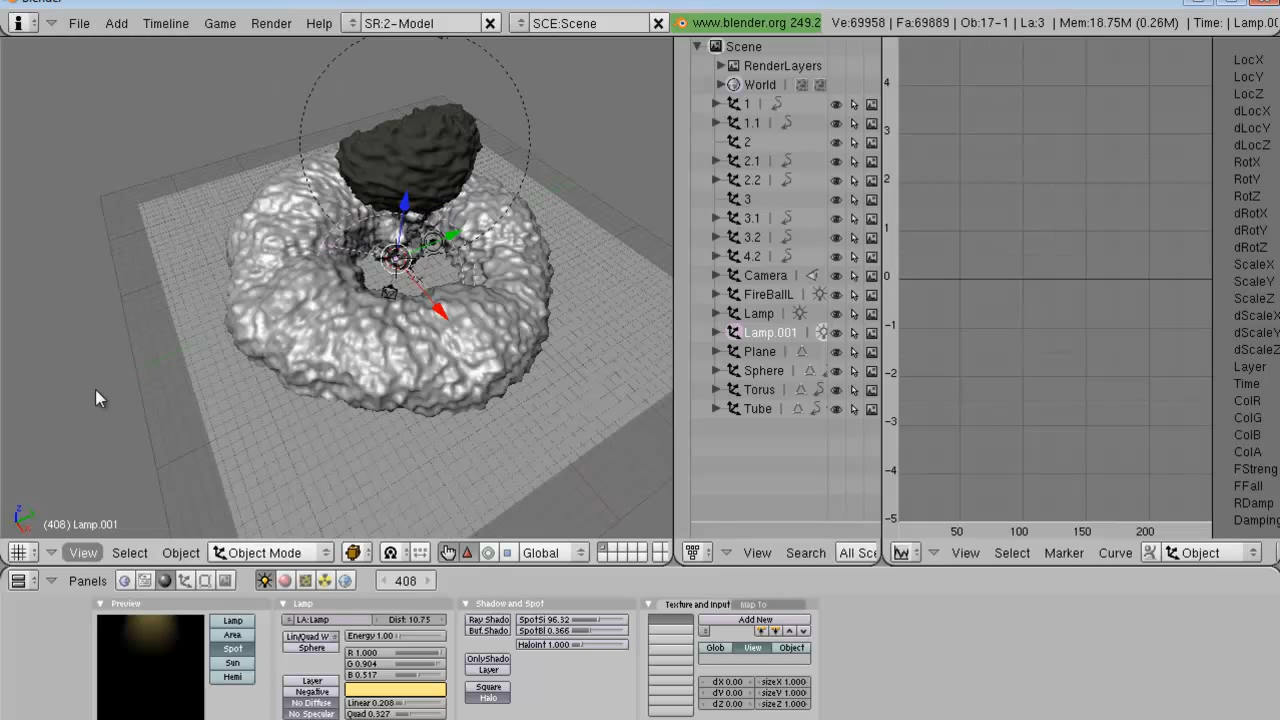 Blender
File Add Timeline Game Render Help SR:2-Model SCE:Scene www.blender.org 249.2 Ve:69958 | Fa:69889 | Ob:17-1 | La:3 | Mem:18.75M (0.26M) | Time: | Lamp.00
Scene
RenderLayers
World
1
1.1
2
2.1
2.2
3
3.1
3.2
4.2
Camera
FireBallL
Lamp
Lamp.001
Plane
Sphere
Torus
Tube
4
3
2
1
0
-1
-2
-3
-4
-5
50 100 150 200
LocX
LocY
LocZ
dLocX
dLocY
dLocZ
RotX
RotY
RotZ
dRotX
dRotY
dRotZ
ScaleX
ScaleY
ScaleZ
dScaleX
dScaleY
dScaleZ
Layer
Time
ColR
ColG
ColB
ColA
FStreng
FFall
RDamp
Damping
(408) Lamp.001
View Select Object Object Mode Global View Search All Sce View Select Marker Curve Object
Panels 408
Preview
Lamp
Area
Spot
Sun
Hemi
Lamp
LA:Lamp Dist: 10.75
Lin/Quad W Energy 1.00
Sphere
R 1.000
G 0.904
B 0.517
Layer
Negative
No Diffuse Linear 0.208
No Specular Quad 0.327
Shadow and Spot
Ray Shado SpotSi 96.32
Buf.Shado SpotBl 0.366
HaloInt 1.000
OnlyShado
Layer
Square
Halo
Texture and Input Map To
Add New
Glob View Object
dX 0.00 sizeX 1.000
dY 0.00 sizeY 1.000
dZ 0.00 sizeZ 1.000